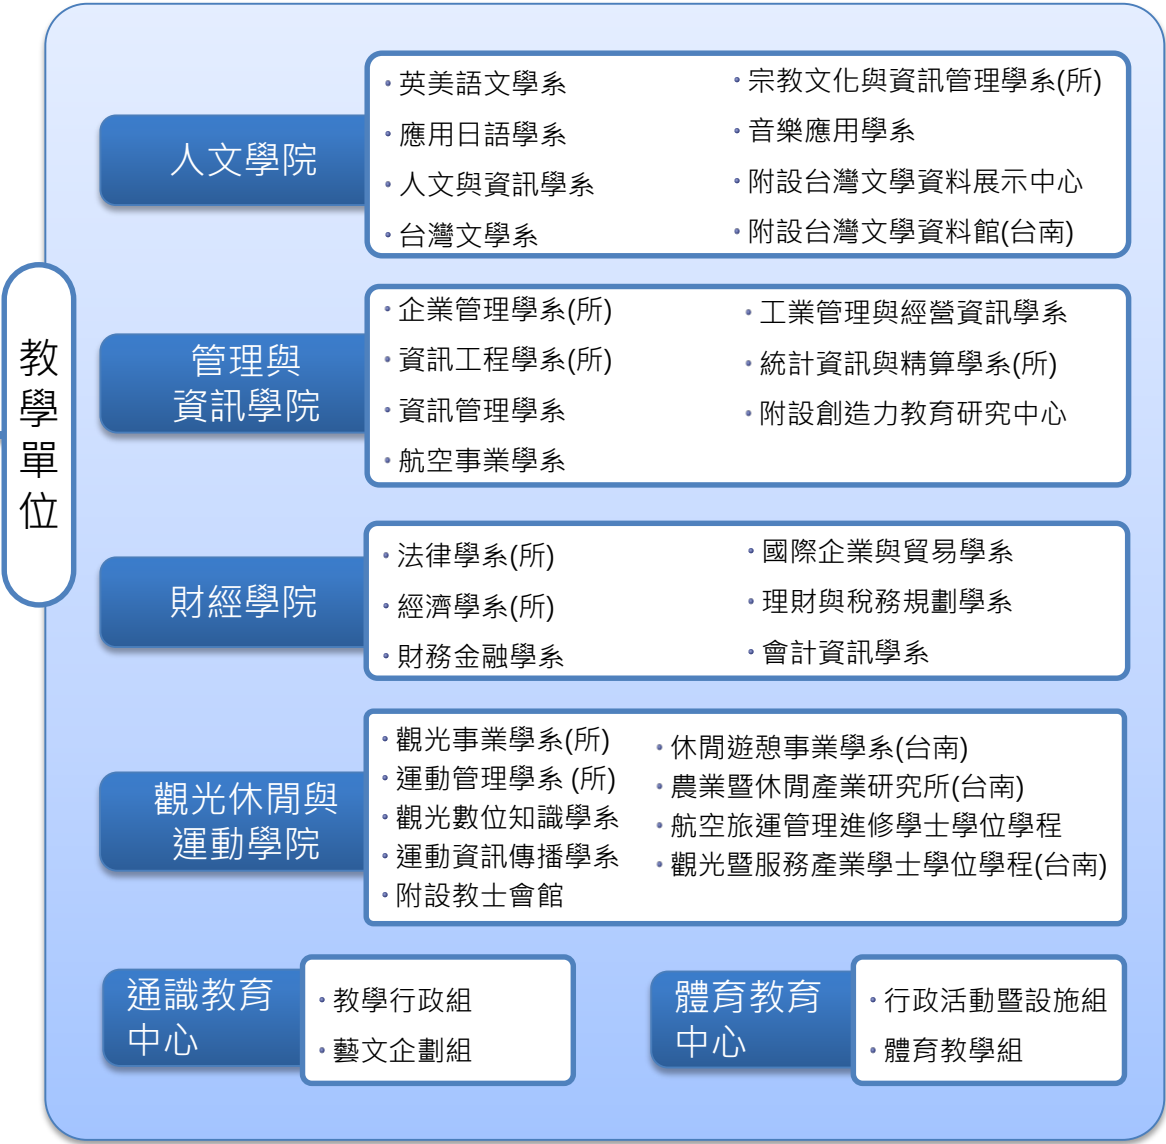 教學單位
人文學院
・英美語文學系
・應用日語學系
・人文與資訊學系
・台灣文學系
・宗教文化與資訊管理學系(所)
・音樂應用學系
・附設台灣文學資料展示中心
・附設台灣文學資料館(台南)
管理與
資訊學院
・企業管理學系(所)
・資訊工程學系(所)
・資訊管理學系
・航空事業學系
・工業管理與經營資訊學系
・統計資訊與精算學系(所)
・附設創造力教育研究中心
財經學院
・法律學系(所)
・經濟學系(所)
・財務金融學系
・國際企業與貿易學系
・理財與稅務規劃學系
・會計資訊學系
觀光休閒與
運動學院
・觀光事業學系(所)
・運動管理學系 (所)
・觀光數位知識學系
・運動資訊傳播學系
・附設教士會館
・休閒遊憩事業學系(台南)
・農業暨休閒產業研究所(台南)
・航空旅運管理進修學士學位學程
・觀光暨服務產業學士學位學程(台南)
通識教育
中心
・教學行政組
・藝文企劃組
體育教育
中心
・行政活動暨設施組
・體育教學組